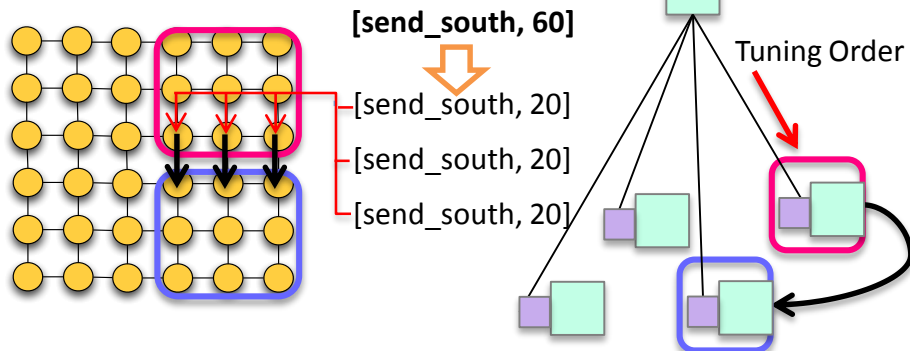 [send_south, 60]
Tuning Order
[send_south, 20]
[send_south, 20]
[send_south, 20]